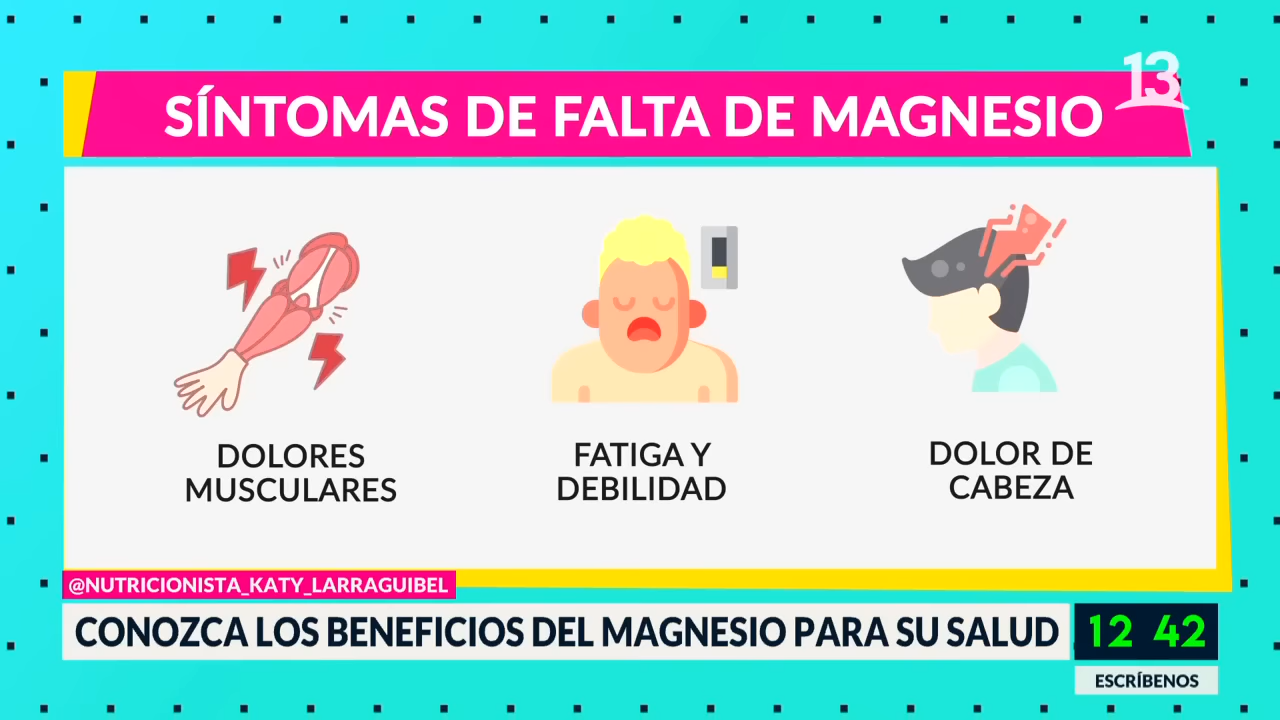 13
SÍNTOMAS DE FALTA DE MAGNESIO
DOLORES
MUSCULARES
FATIGA Y
DEBILIDAD
DOLOR DE
CABEZA
@NUTRICIONISTA_KATY_LARRAGUIBEL
CONOZCA LOS BENEFICIOS DEL MAGNESIO PARA SU SALUD
12 42
ESCRÍBENOS